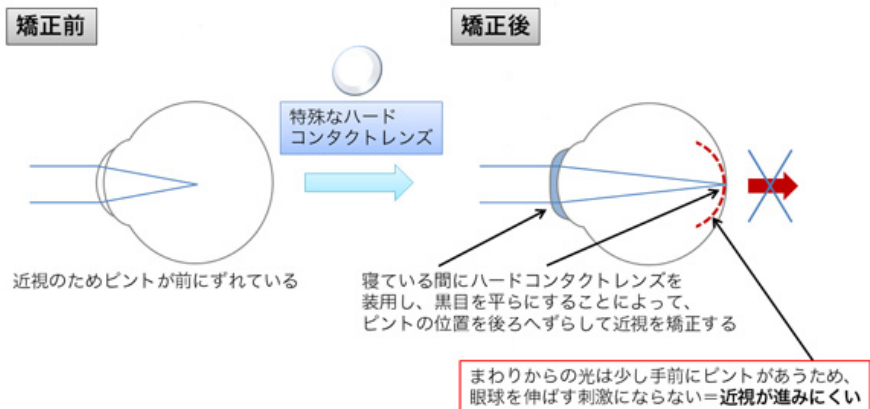 矯正前
矯正後
特殊なハード
コンタクトレンズ
近視のためピントが前にずれている
寝ている間にハードコンタクトレンズを
装用し、黒目を平らにすることによって、
ピントの位置を後ろへずらして近視を矯正する
まわりからの光は少し手前にピントがあうため、
眼球を伸ばす刺激にならない＝近視が進みにくい